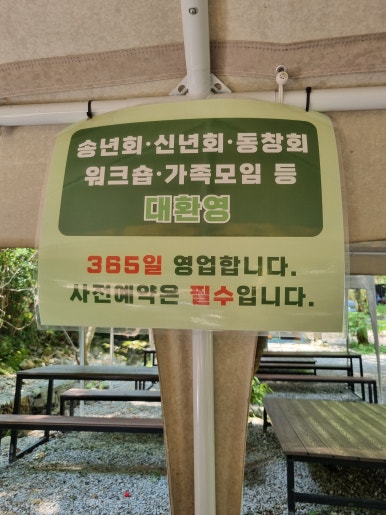 송년회·신년회·동창회
워크숍·가족모임 등
대환영
365일 영업합니다.
사전예약은 필수입니다.